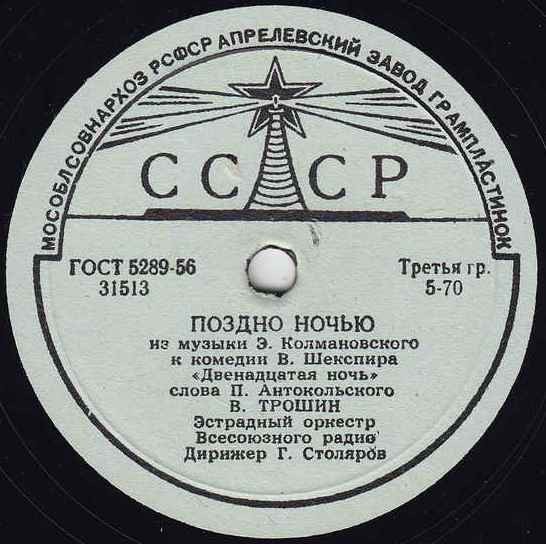 МОСОБЛСОВНАРХОЗ РСФСР АПРЕЛЕВСКИЙ ЗАВОД ГРАМПЛАСТИНОК
СССР
ГОСТ 5289-56
31513
Третья гр.
5-70
ПОЗДНО НОЧЬЮ
из музыки Э. Колмановского
к комедии В. Шекспира
«Двенадцатая ночь»
слова П. Антокольского
В. ТРОШИН
Эстрадный оркестр
Всесоюзного радио
Дирижер Г. Столяров